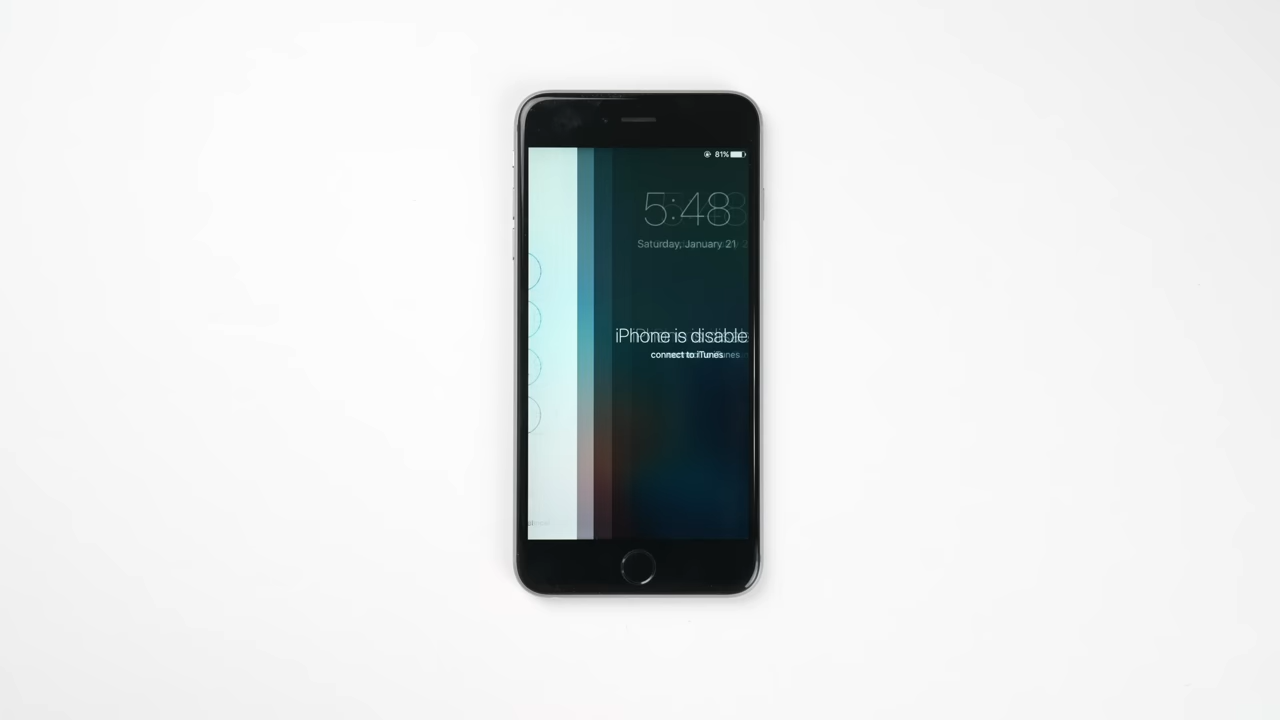 81%
5:48
Saturday, January 21
iPhone is disable
connect to iTunes